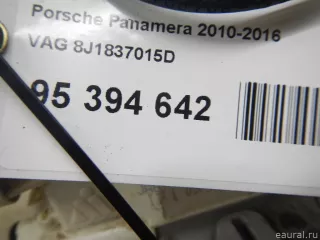 Porsche Panamera 2010-2016
VAG 8J1837015D
95 394 642
eaural.ru